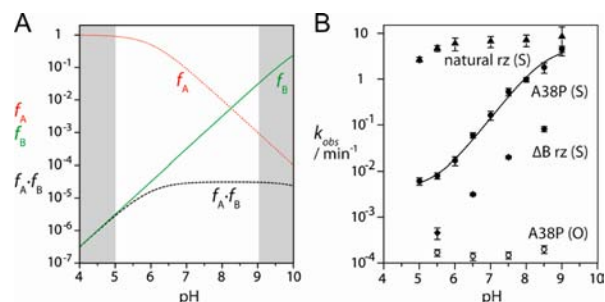 A
1
10-1
10-2
10-3
10-4
10-5
10-6
10-7
fA
fB
fA·fB
fA
fB
fA·fB
4 5 6 7 8 9 10
pH
B
100
10
1
10-1
10-2
10-3
10-4
kobs
/ min-1
natural rz (S)
A38P (S)
ΔB rz (S)
A38P (O)
4 5 6 7 8 9 10
pH